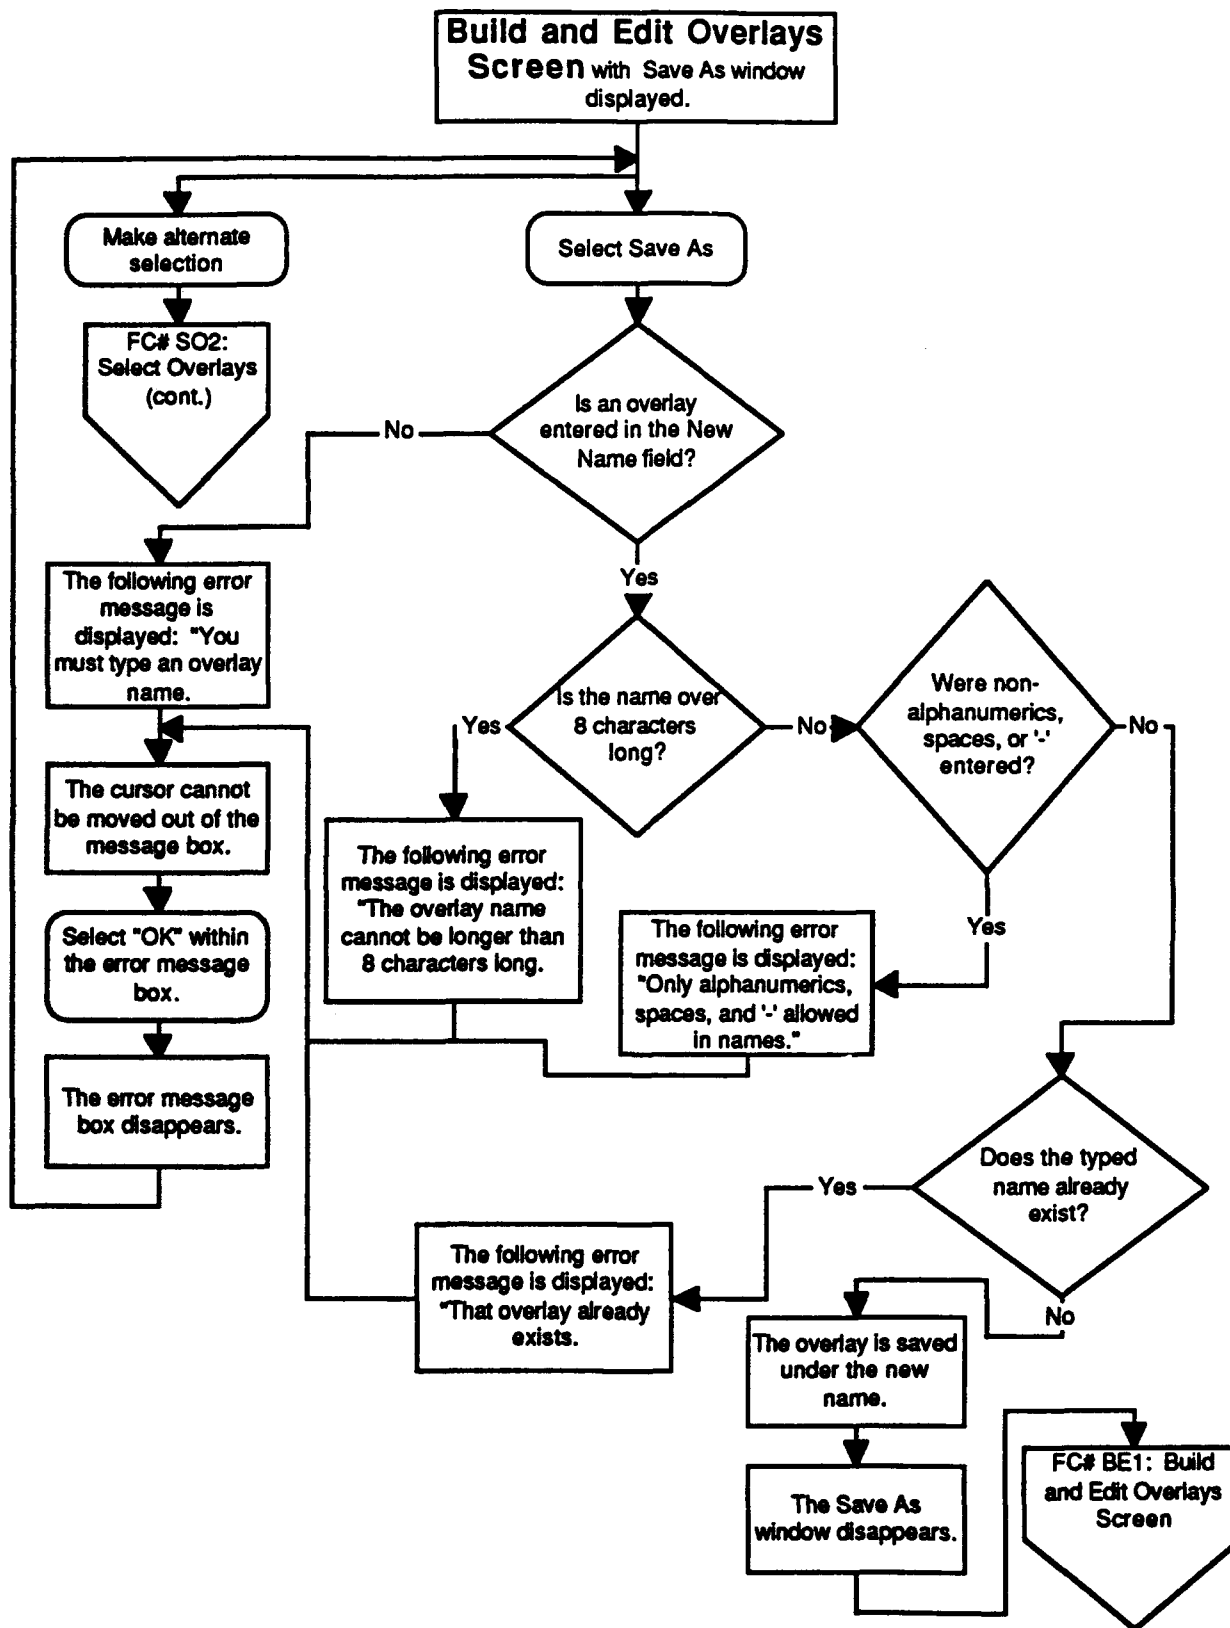 Build and Edit Overlays
Screen with Save As window
displayed.
Make alternate
selection
Select Save As
FC# SO2:
Select Overlays
(cont.)
Is an overlay
entered in the New
Name field?
No
Yes
The following error
message is
displayed: "You
must type an overlay
name.
Is the name over
8 characters
long?
Yes
No
Were non-
alphanumerics,
spaces, or '-'
entered?
No
Yes
The cursor cannot
be moved out of the
message box.
The following error
message is displayed:
"The overlay name
cannot be longer than
8 characters long.
Select "OK" within
the error message
box.
The following error
message is displayed:
"Only alphanumerics,
spaces, and '-' allowed
in names."
The error message
box disappears.
Does the typed
name already
exist?
Yes
No
The following error
message is displayed:
"That overlay already
exists.
The overlay is saved
under the new
name.
The Save As
window disappears.
FC# BE1: Build
and Edit Overlays
Screen